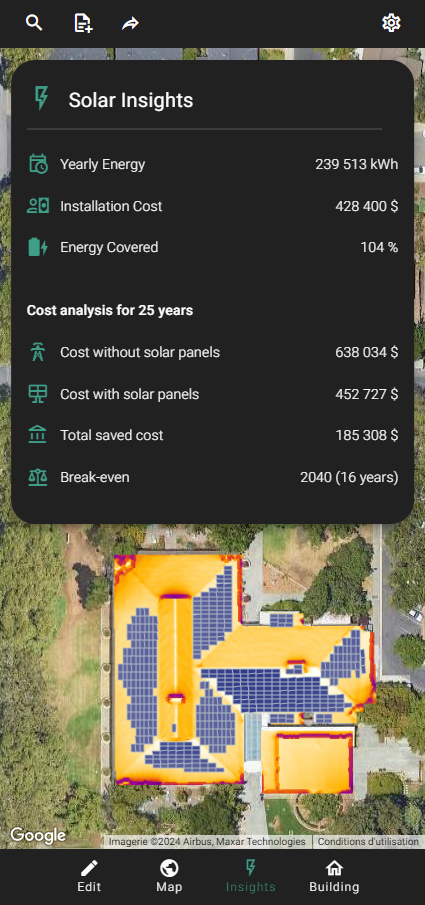 Solar Insights
Yearly Energy 239 513 kWh
Installation Cost 428 400 $
Energy Covered 104 %
Cost analysis for 25 years
Cost without solar panels 638 034 $
Cost with solar panels 452 727 $
Total saved cost 185 308 $
Break-even 2040 (16 years)
Google
Imagerie ©2024 Airbus, Maxar Technologies Conditions d'utilisation
Edit Map Insights Building